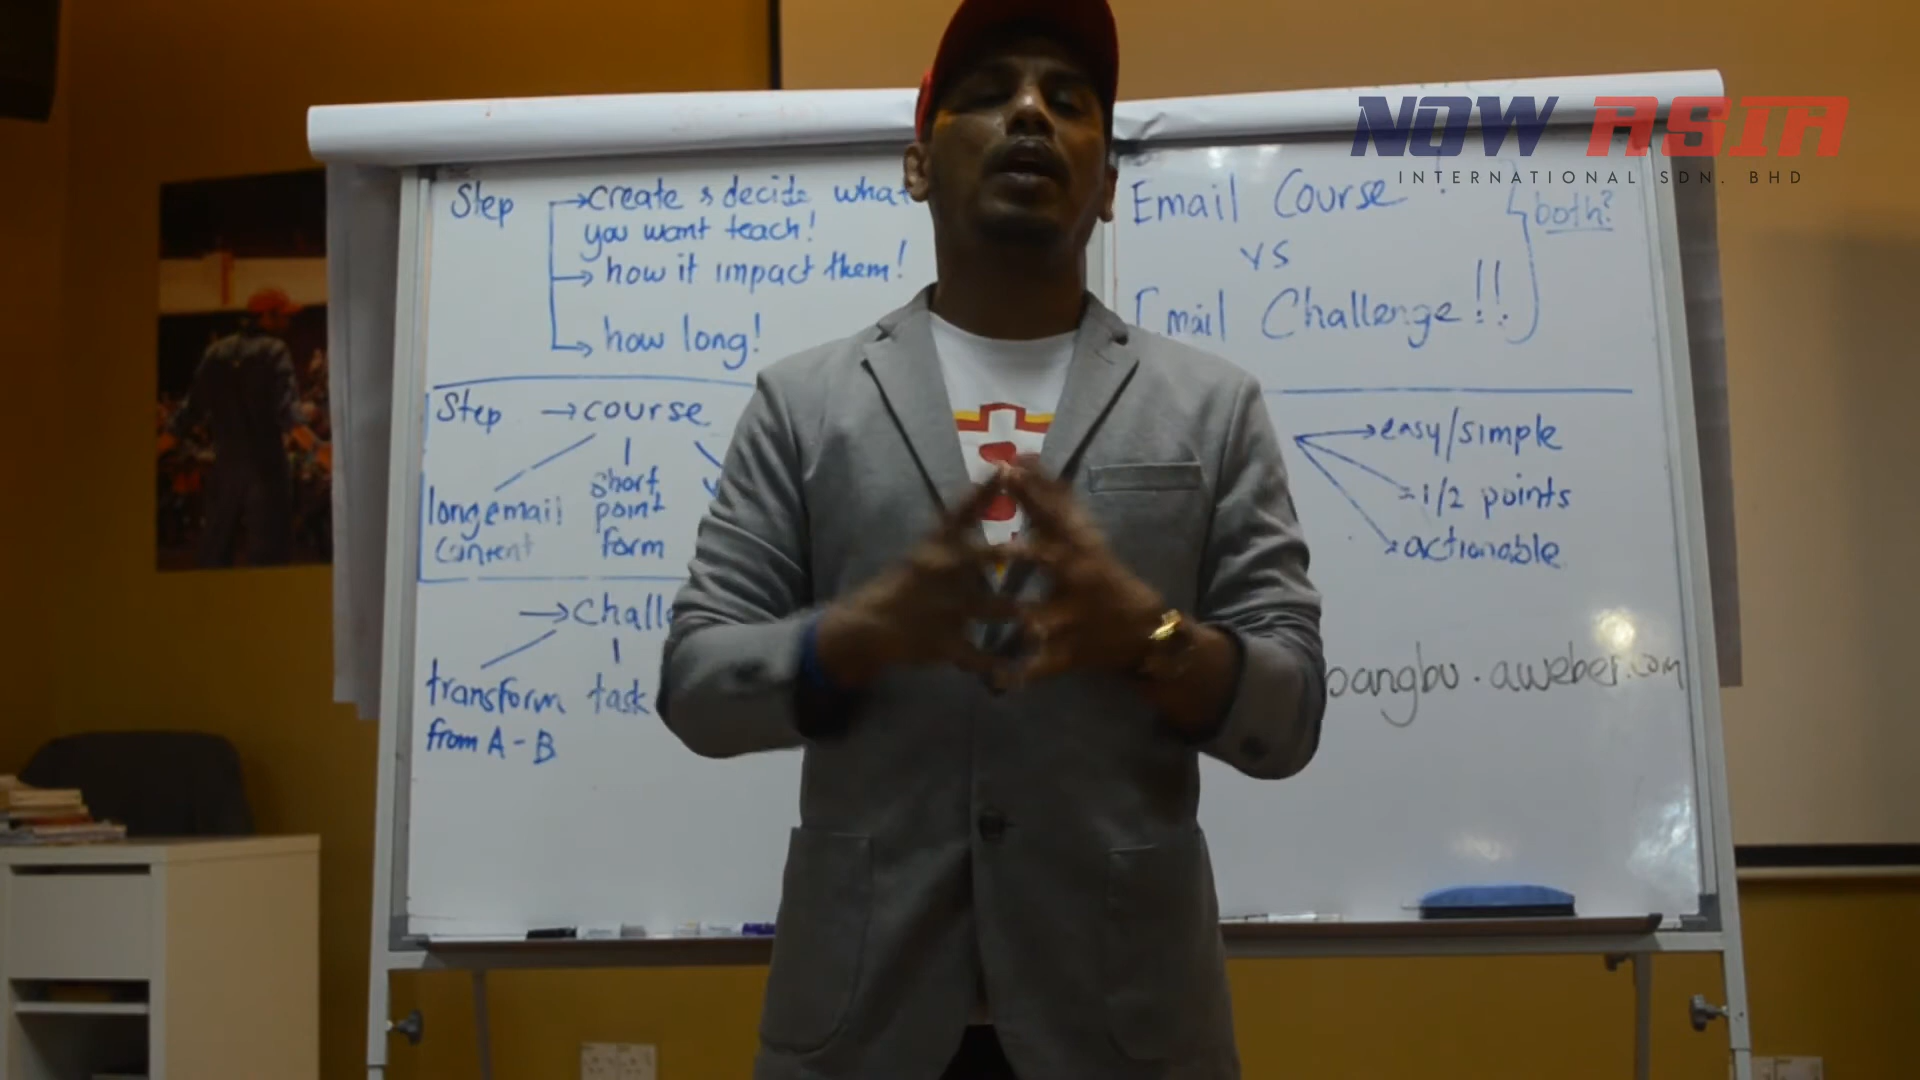 NOW ASIA
INTERNATIONAL SDN. BHD
Step → create & decide what
you want teach!
→ how it impact them!
→ how long!
Email Course
VS
Email Challenge!!
both?
Step → course
long email
content
short
point
form
→ Chall
transform
from A - B
task
→ easy/simple
→ 1/2 points
→ actionable
bangbu.aweber.com